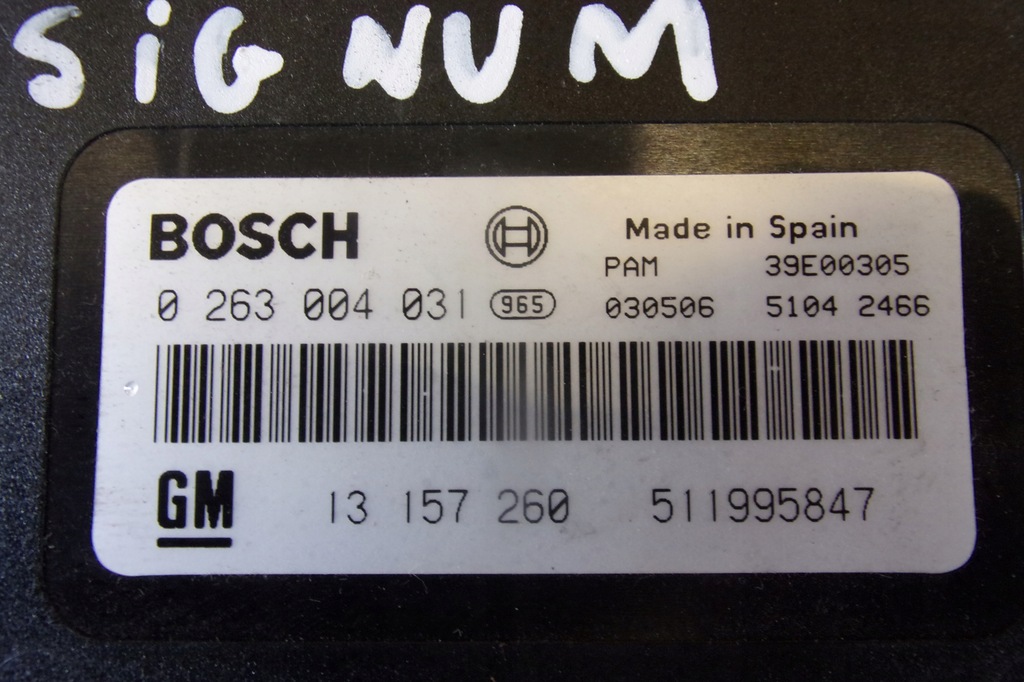 SiGNUM
BOSCH Made in Spain
PAM 39E00305
0 263 004 031 965 030506 5104 2466
GM 13 157 260 511995847